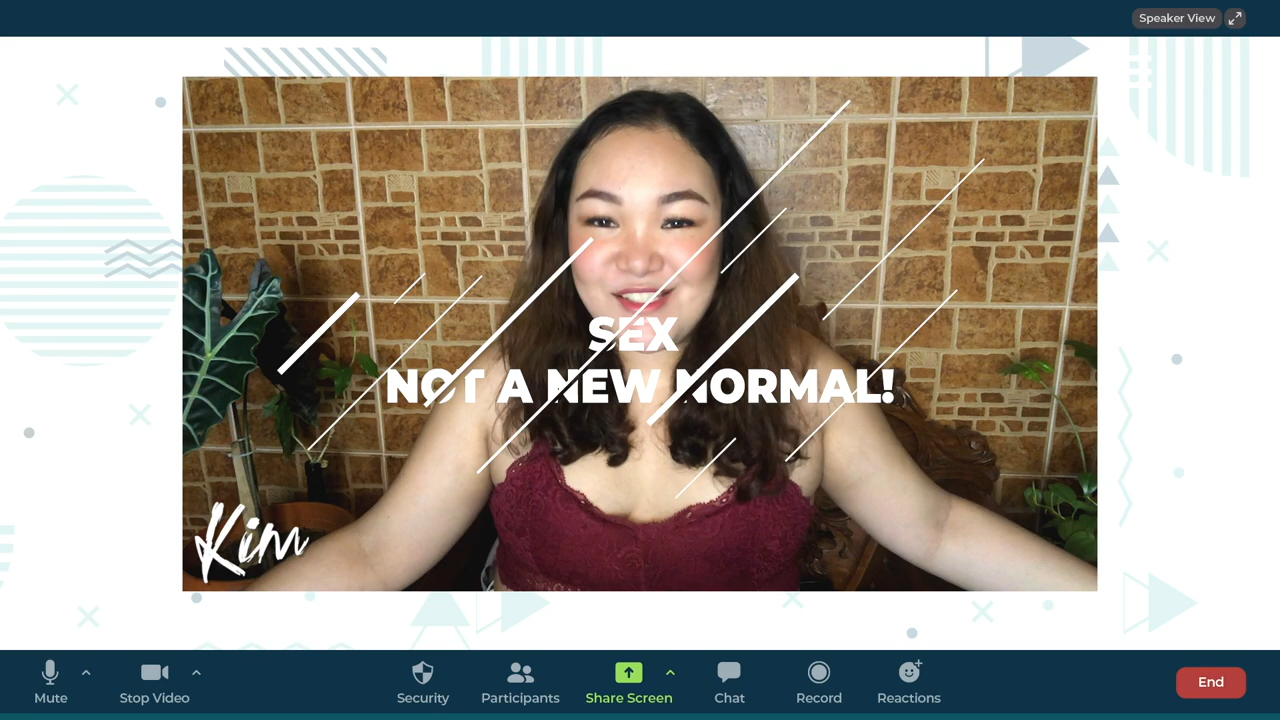 Speaker View
SEX
NOT A NEW NORMAL!
Kim
Mute
Stop Video
Security
Participants
Share Screen
Chat
Record
Reactions
End